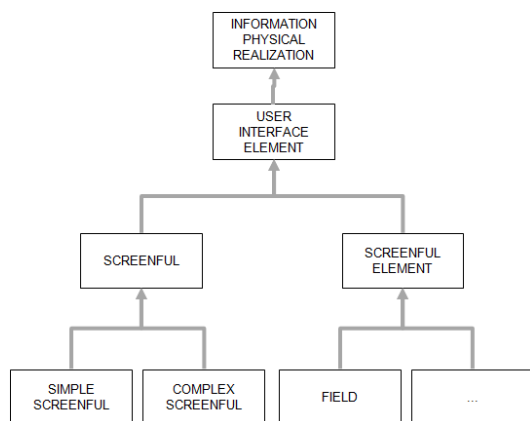 INFORMATION
PHYSICAL
REALIZATION
USER
INTERFACE
ELEMENT
SCREENFUL
SCREENFUL
ELEMENT
SIMPLE
SCREENFUL
COMPLEX
SCREENFUL
FIELD
...